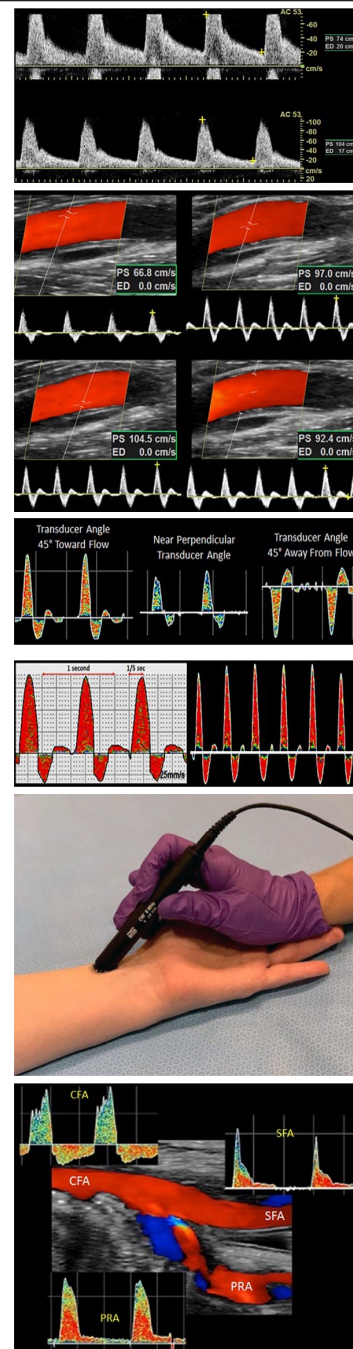 AC 53
-60
-40
-20
cm/s
PS 74 cm
ED 20 cm
AC 53
-100
-80
-60
-40
-20
cm/s
20
PS 104 cm
ED 17 cm
PS 66.8 cm/s
ED 0.0 cm/s
PS 97.0 cm/s
ED 0.0 cm/s
PS 104.5 cm/s
ED 0.0 cm/s
PS 92.4 cm/s
ED 0.0 cm/s
Transducer Angle
45° Toward Flow
Near Perpendicular
Transducer Angle
Transducer Angle
45° Away From Flow
1 second
1/5 sec
25mm/s
CFA
SFA
CFA
SFA
PRA
PRA